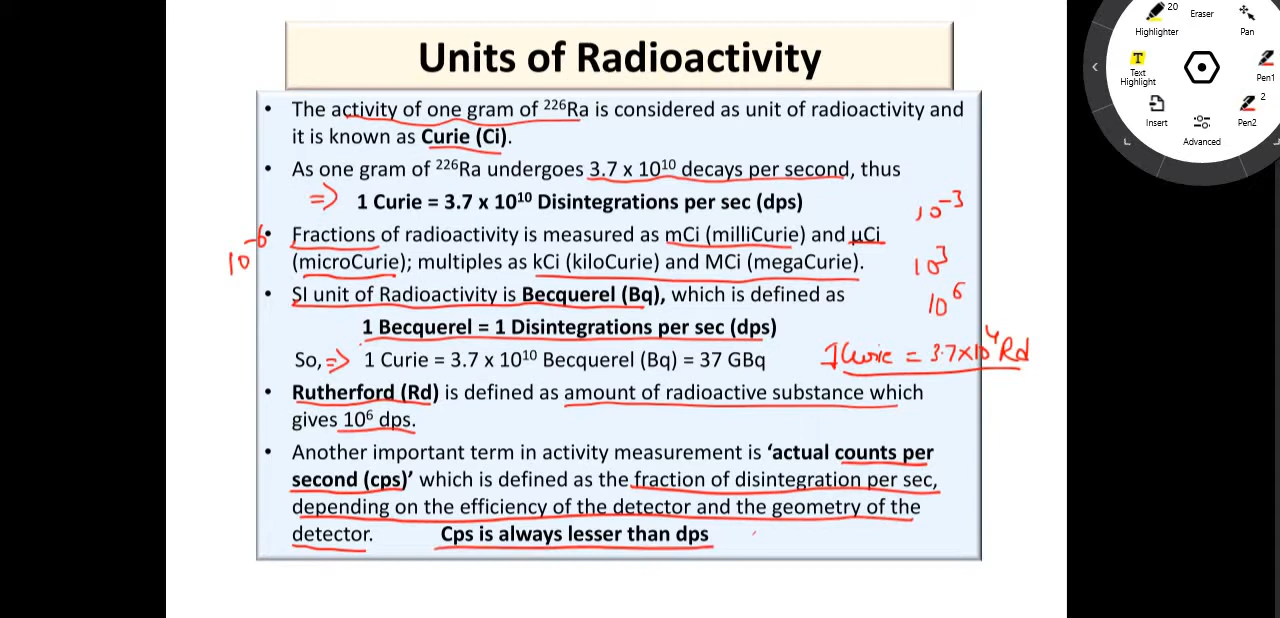 20
Highlighter
Eraser
Pan
Text Highlight
Pen1
Insert
2
Pen2
Advanced
Units of Radioactivity
• The activity of one gram of ²²⁶Ra is considered as unit of radioactivity and
it is known as Curie (Ci).
• As one gram of ²²⁶Ra undergoes 3.7 x 10¹⁰ decays per second, thus
⇒ 1 Curie = 3.7 x 10¹⁰ Disintegrations per sec (dps)
10⁻³
• Fractions of radioactivity is measured as mCi (milliCurie) and µCi
10⁻⁶
(microCurie); multiples as kCi (kiloCurie) and MCi (megaCurie).
10³
• SI unit of Radioactivity is Becquerel (Bq), which is defined as
10⁶
1 Becquerel = 1 Disintegrations per sec (dps)
So, ⇒ 1 Curie = 3.7 x 10¹⁰ Becquerel (Bq) = 37 GBq
1 Curie = 3.7×10⁴ Rd
• Rutherford (Rd) is defined as amount of radioactive substance which
gives 10⁶ dps.
• Another important term in activity measurement is ‘actual counts per
second (cps)’ which is defined as the fraction of disintegration per sec,
depending on the efficiency of the detector and the geometry of the
detector. Cps is always lesser than dps